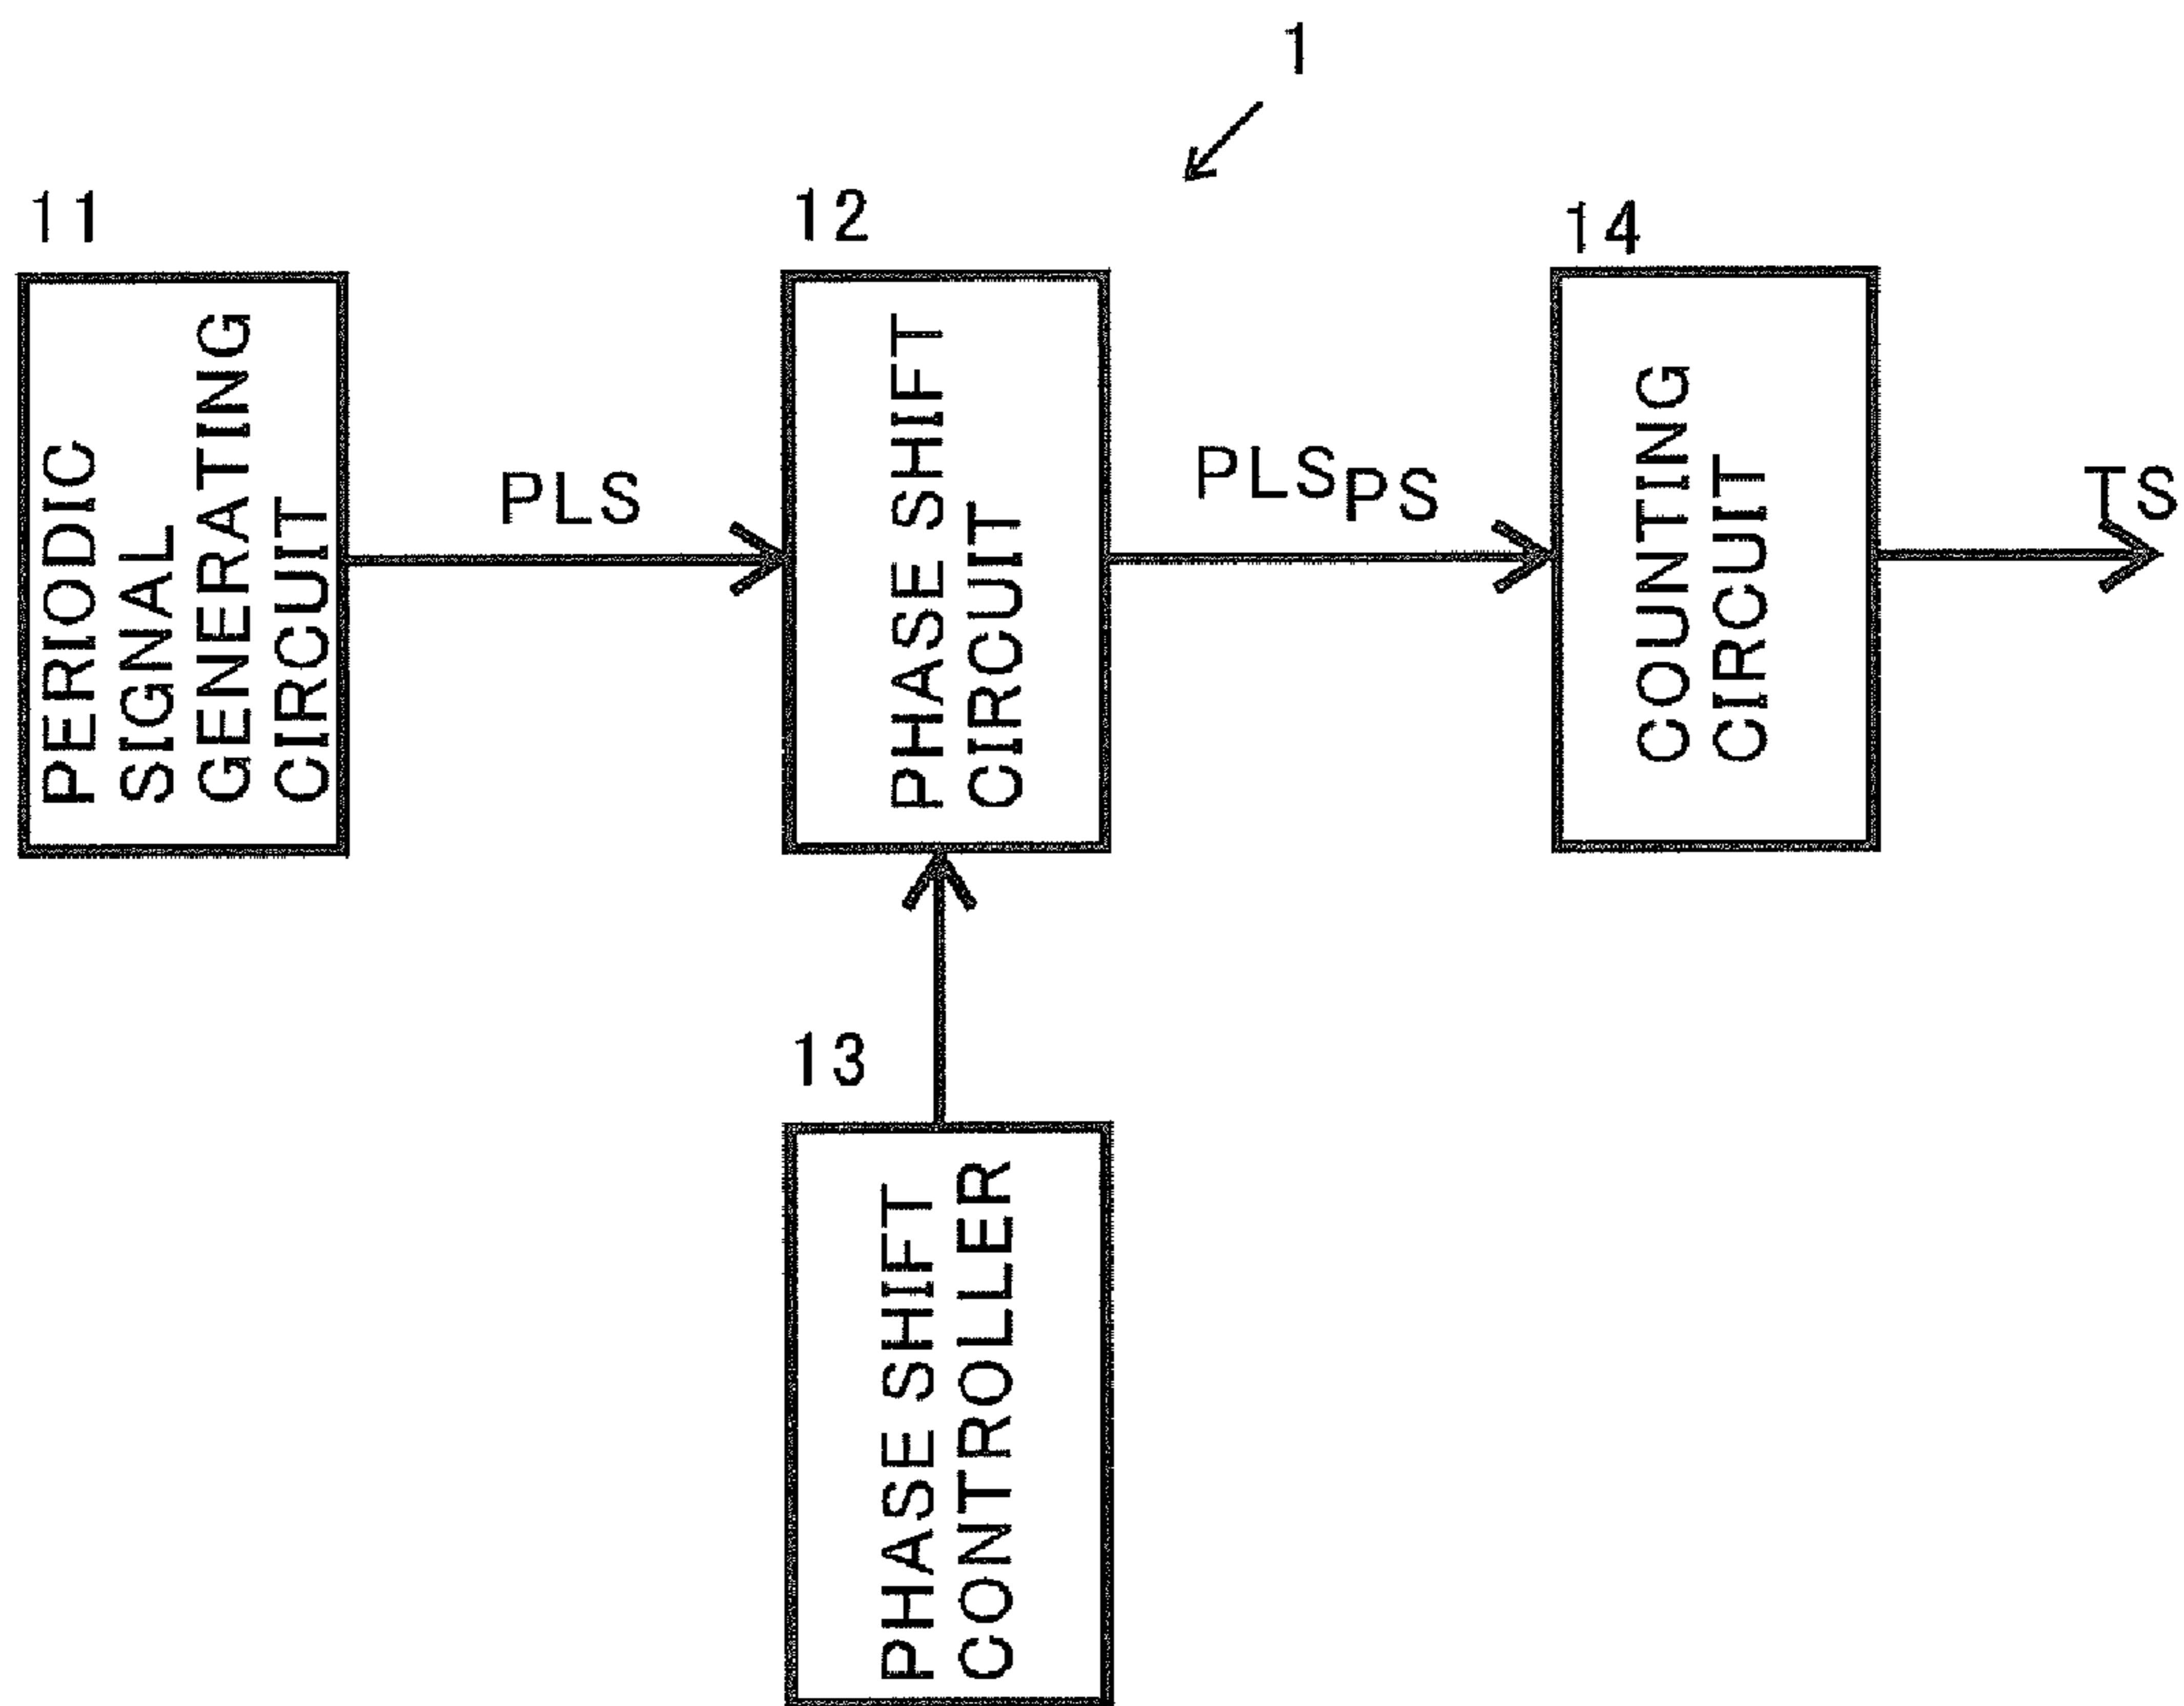 1
11
PERIODIC
SIGNAL
GENERATING
CIRCUIT
PLS
12
PHASE SHIFT
CIRCUIT
PLSPS
14
COUNTING
CIRCUIT
TS
13
PHASE SHIFT
CONTROLLER